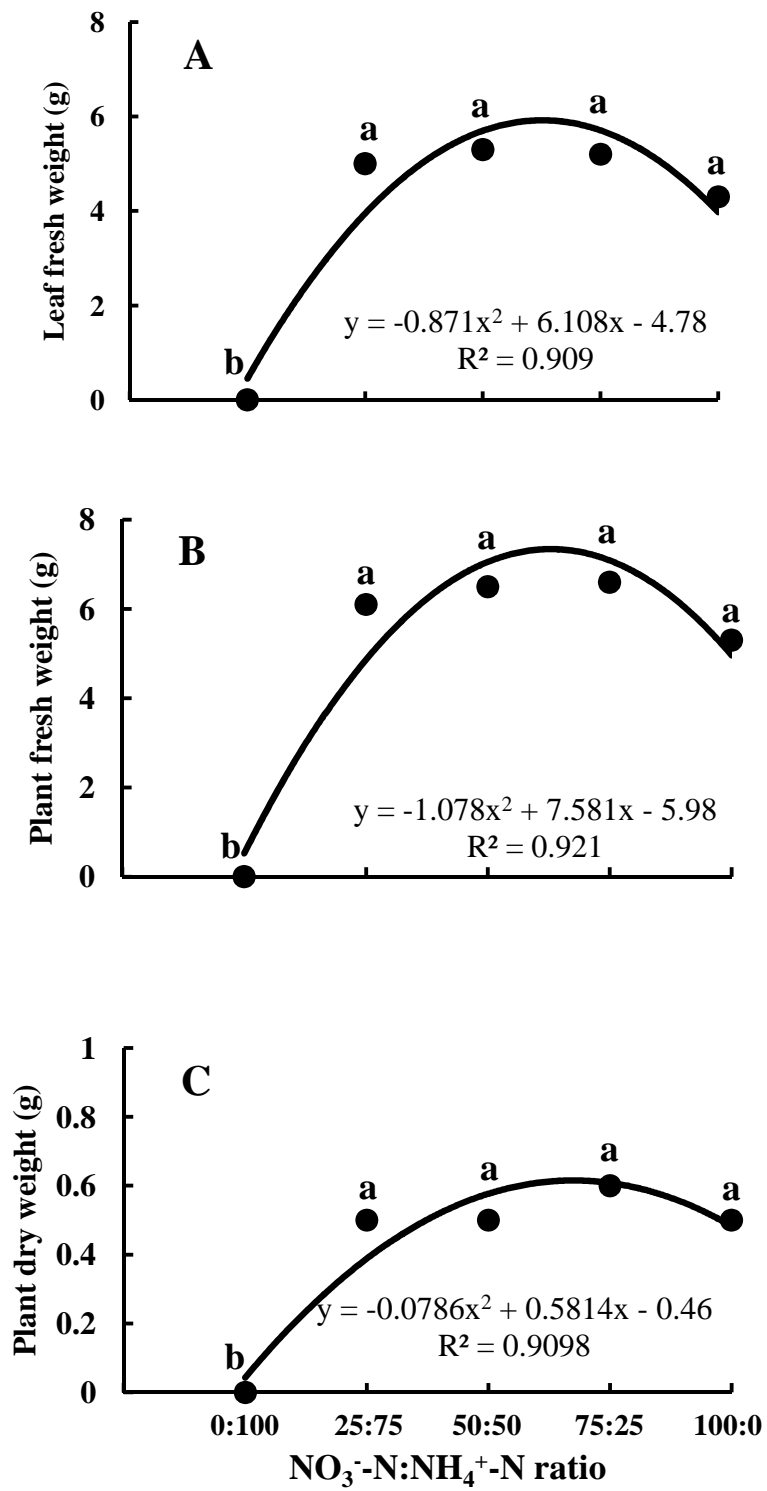 A
Leaf fresh weight (g)
8
6
4
2
0
b
a
a
a
a
y = -0.871x² + 6.108x - 4.78
R² = 0.909
B
Plant fresh weight (g)
8
6
4
2
0
b
a
a
a
a
y = -1.078x² + 7.581x - 5.98
R² = 0.921
C
Plant dry weight (g)
1
0.8
0.6
0.4
0.2
0
b
a
a
a
a
y = -0.0786x² + 0.5814x - 0.46
R² = 0.9098
0:100 25:75 50:50 75:25 100:0
NO₃⁻-N:NH₄⁺-N ratio